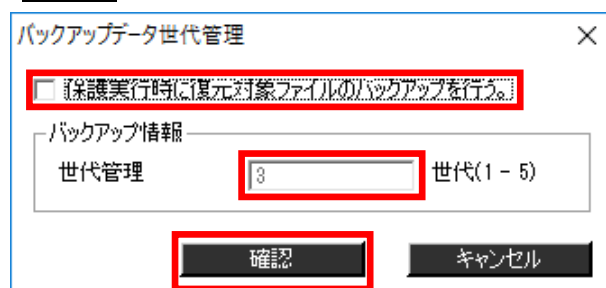 バックアップデータ世代管理
保護実行時に復元対象ファイルのバックアップを行う。
バックアップ情報
世代管理 3 世代(1 - 5)
確認 キャンセル